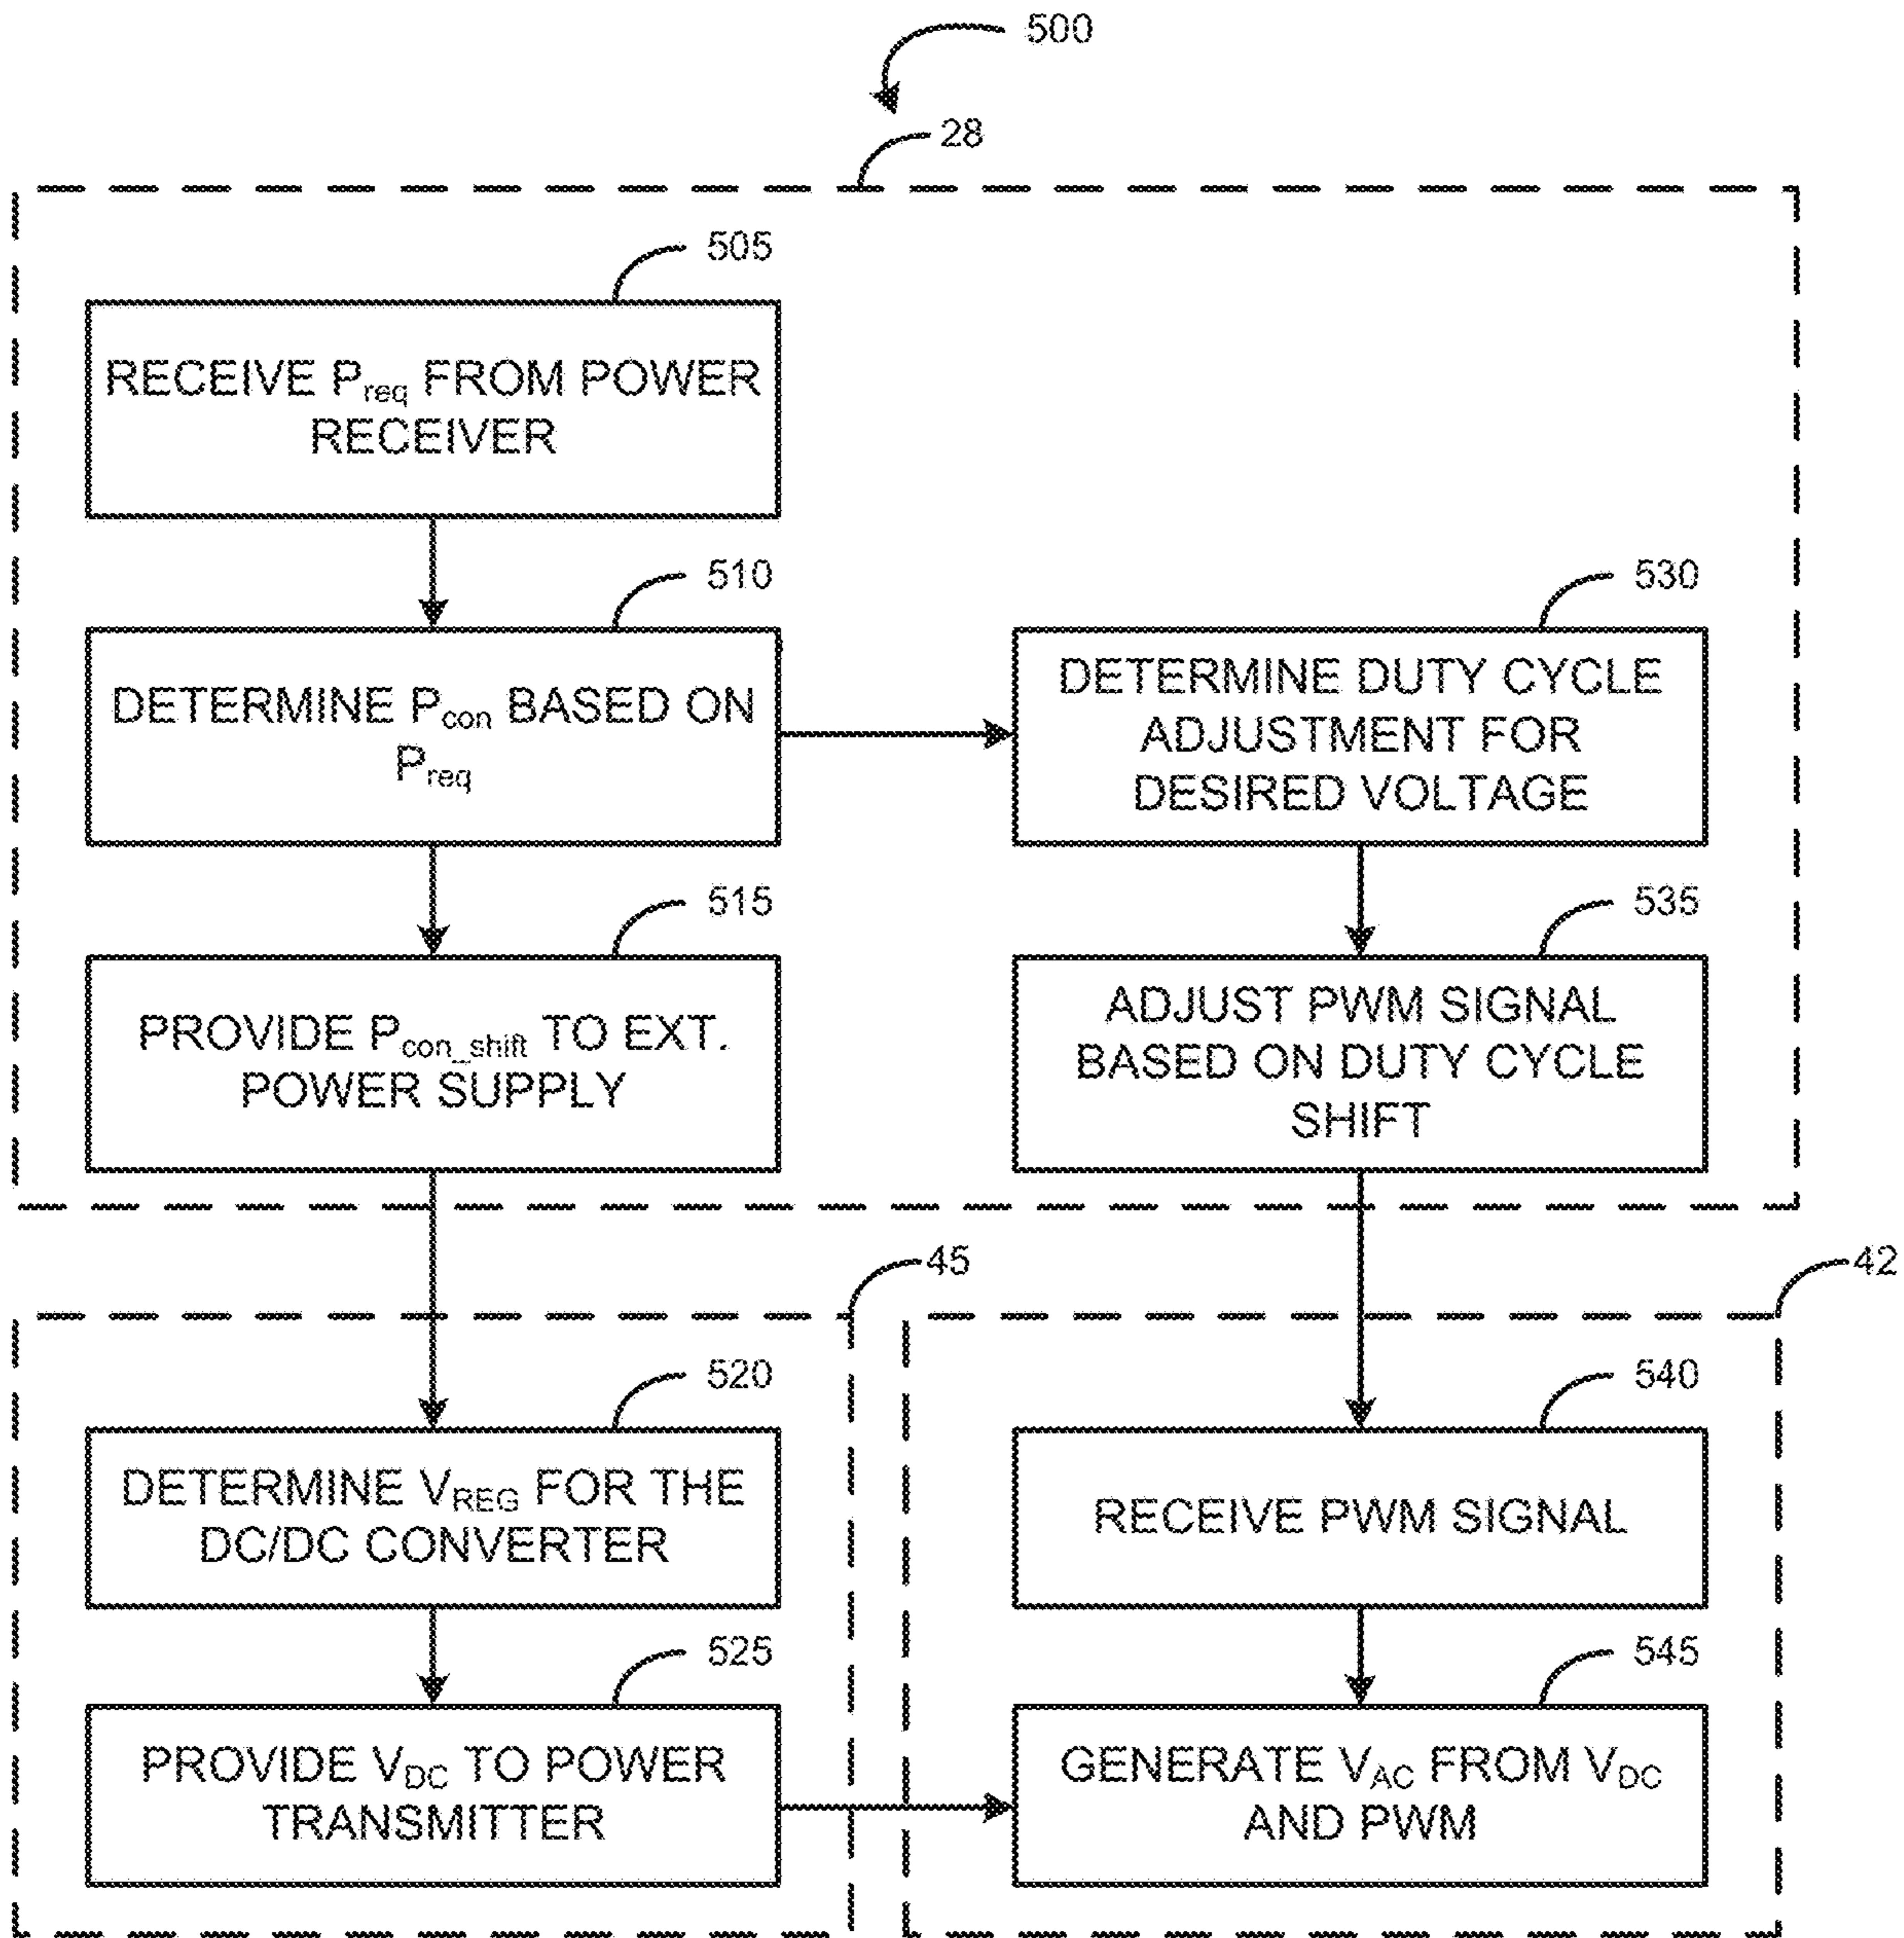 500
28
505
RECEIVE Preq FROM POWER
RECEIVER
510
DETERMINE Pcon BASED ON
Preq
530
DETERMINE DUTY CYCLE
ADJUSTMENT FOR
DESIRED VOLTAGE
515
PROVIDE Pcon_shift TO EXT.
POWER SUPPLY
535
ADJUST PWM SIGNAL
BASED ON DUTY CYCLE
SHIFT
45
42
520
DETERMINE VREG FOR THE
DC/DC CONVERTER
540
RECEIVE PWM SIGNAL
525
PROVIDE VDC TO POWER
TRANSMITTER
545
GENERATE VAC FROM VDC
AND PWM